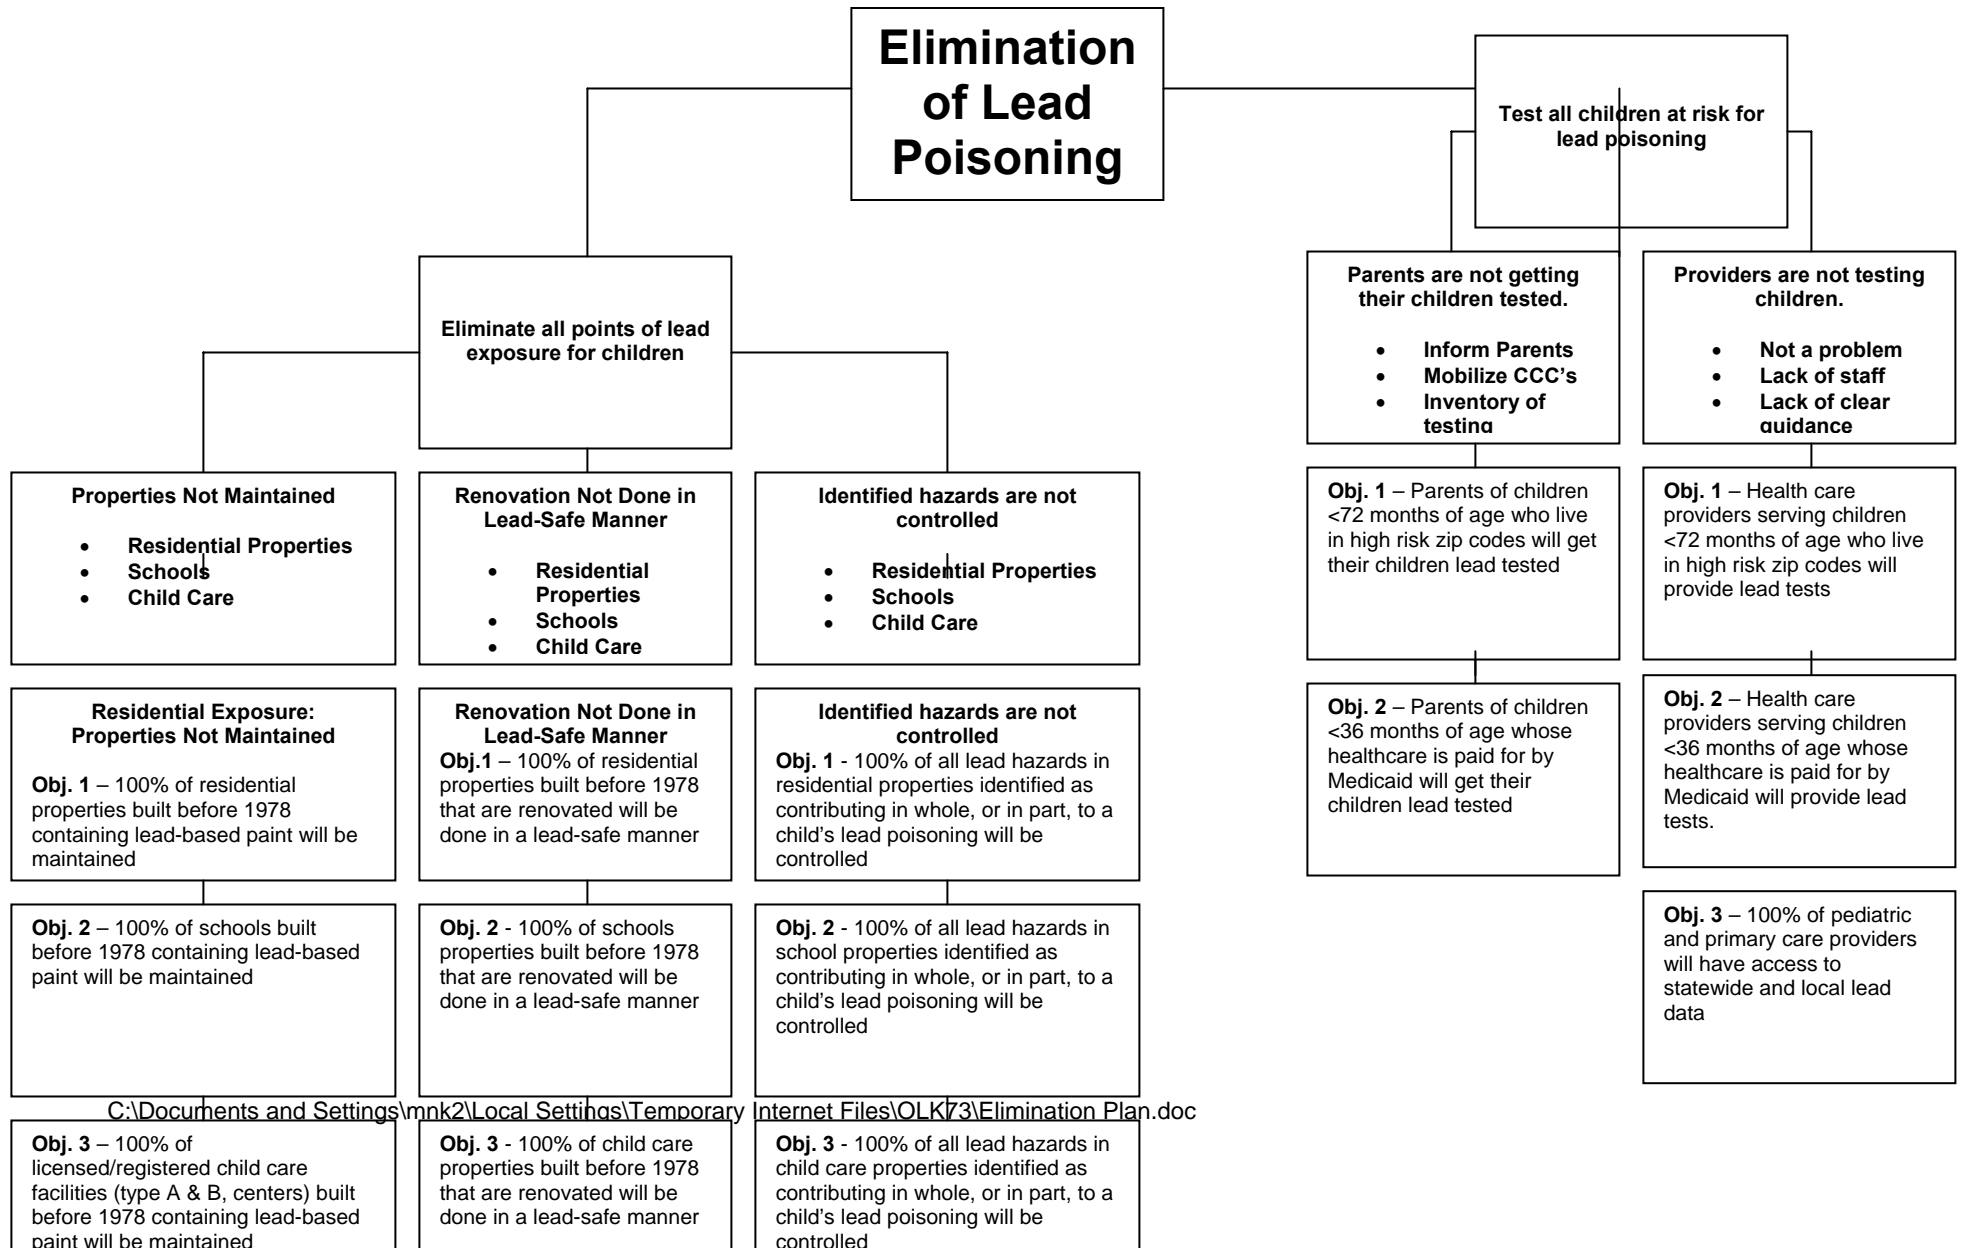 Elimination
of Lead
Poisoning
Test all children at risk for
lead poisoning
Eliminate all points of lead
exposure for children
Parents are not getting
their children tested.
• Inform Parents
• Mobilize CCC’s
• Inventory of
testing
Providers are not testing
children.
• Not a problem
• Lack of staff
• Lack of clear
guidance
Properties Not Maintained
• Residential Properties
• Schools
• Child Care
Renovation Not Done in
Lead-Safe Manner
• Residential
Properties
• Schools
• Child Care
Identified hazards are not
controlled
• Residential Properties
• Schools
• Child Care
Obj. 1 – Parents of children
<72 months of age who live
in high risk zip codes will get
their children lead tested
Obj. 1 – Health care
providers serving children
<72 months of age who live
in high risk zip codes will
provide lead tests
Residential Exposure:
Properties Not Maintained
Obj. 1 – 100% of residential
properties built before 1978
containing lead-based paint will be
maintained
Renovation Not Done in
Lead-Safe Manner
Obj.1 – 100% of residential
properties built before 1978
that are renovated will be
done in a lead-safe manner
Identified hazards are not
controlled
Obj. 1 - 100% of all lead hazards in
residential properties identified as
contributing in whole, or in part, to a
child’s lead poisoning will be
controlled
Obj. 2 – Parents of children
<36 months of age whose
healthcare is paid for by
Medicaid will get their
children lead tested
Obj. 2 – Health care
providers serving children
<36 months of age whose
healthcare is paid for by
Medicaid will provide lead
tests.
Obj. 2 – 100% of schools built
before 1978 containing lead-based
paint will be maintained
Obj. 2 - 100% of schools
properties built before 1978
that are renovated will be
done in a lead-safe manner
Obj. 2 - 100% of all lead hazards in
school properties identified as
contributing in whole, or in part, to a
child’s lead poisoning will be
controlled
Obj. 3 – 100% of pediatric
and primary care providers
will have access to
statewide and local lead
data
C:\Documents and Settings\mnk2\Local Settings\Temporary Internet Files\OLK73\Elimination Plan.doc
Obj. 3 – 100% of
licensed/registered child care
facilities (type A & B, centers) built
before 1978 containing lead-based
paint will be maintained
Obj. 3 - 100% of child care
properties built before 1978
that are renovated will be
done in a lead-safe manner
Obj. 3 - 100% of all lead hazards in
child care properties identified as
contributing in whole, or in part, to a
child’s lead poisoning will be
controlled